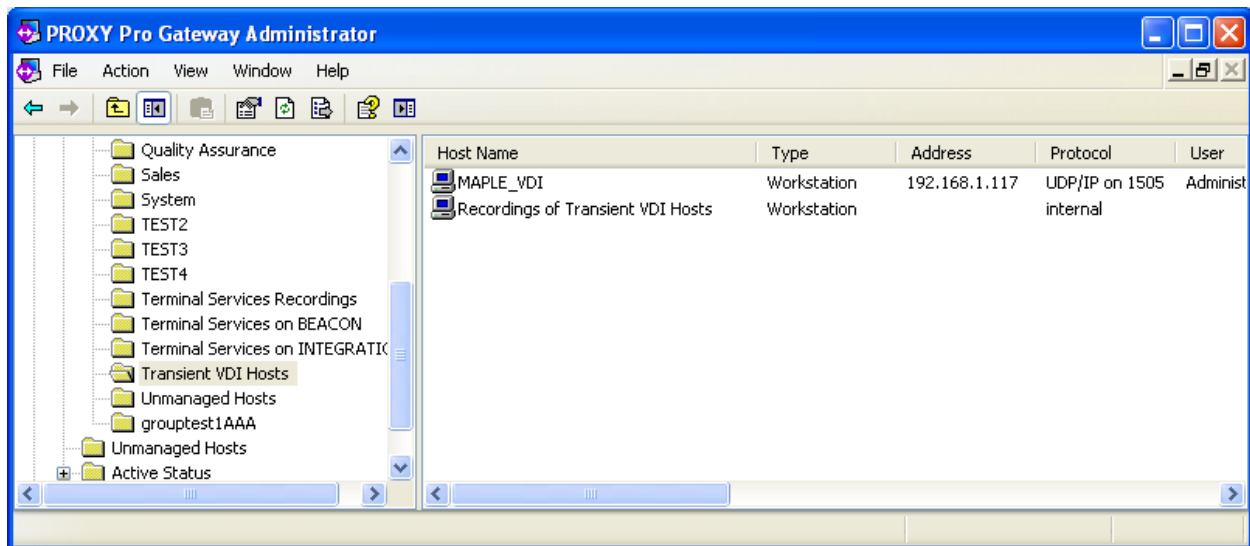 PROXY Pro Gateway Administrator
File Action View Window Help
Quality Assurance
Sales
System
TEST2
TEST3
TEST4
Terminal Services Recordings
Terminal Services on BEACON
Terminal Services on INTEGRATIO
Transient VDI Hosts
Unmanaged Hosts
grouptest1AAA
Unmanaged Hosts
Active Status
Host Name Type Address Protocol User
MAPLE_VDI Workstation 192.168.1.117 UDP/IP on 1505 Administ
Recordings of Transient VDI Hosts Workstation internal